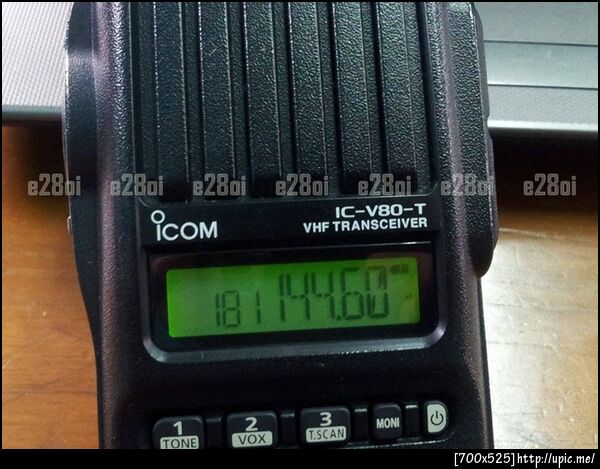 e28oi e28oi e28oi e28oi e28oi e28oi e28oi
ICOM
IC-V80-T
VHF TRANSCEIVER
181 144.60
1 TONE
2 VOX
3 T.SCAN
MONI
[700x525]http://upic.me/